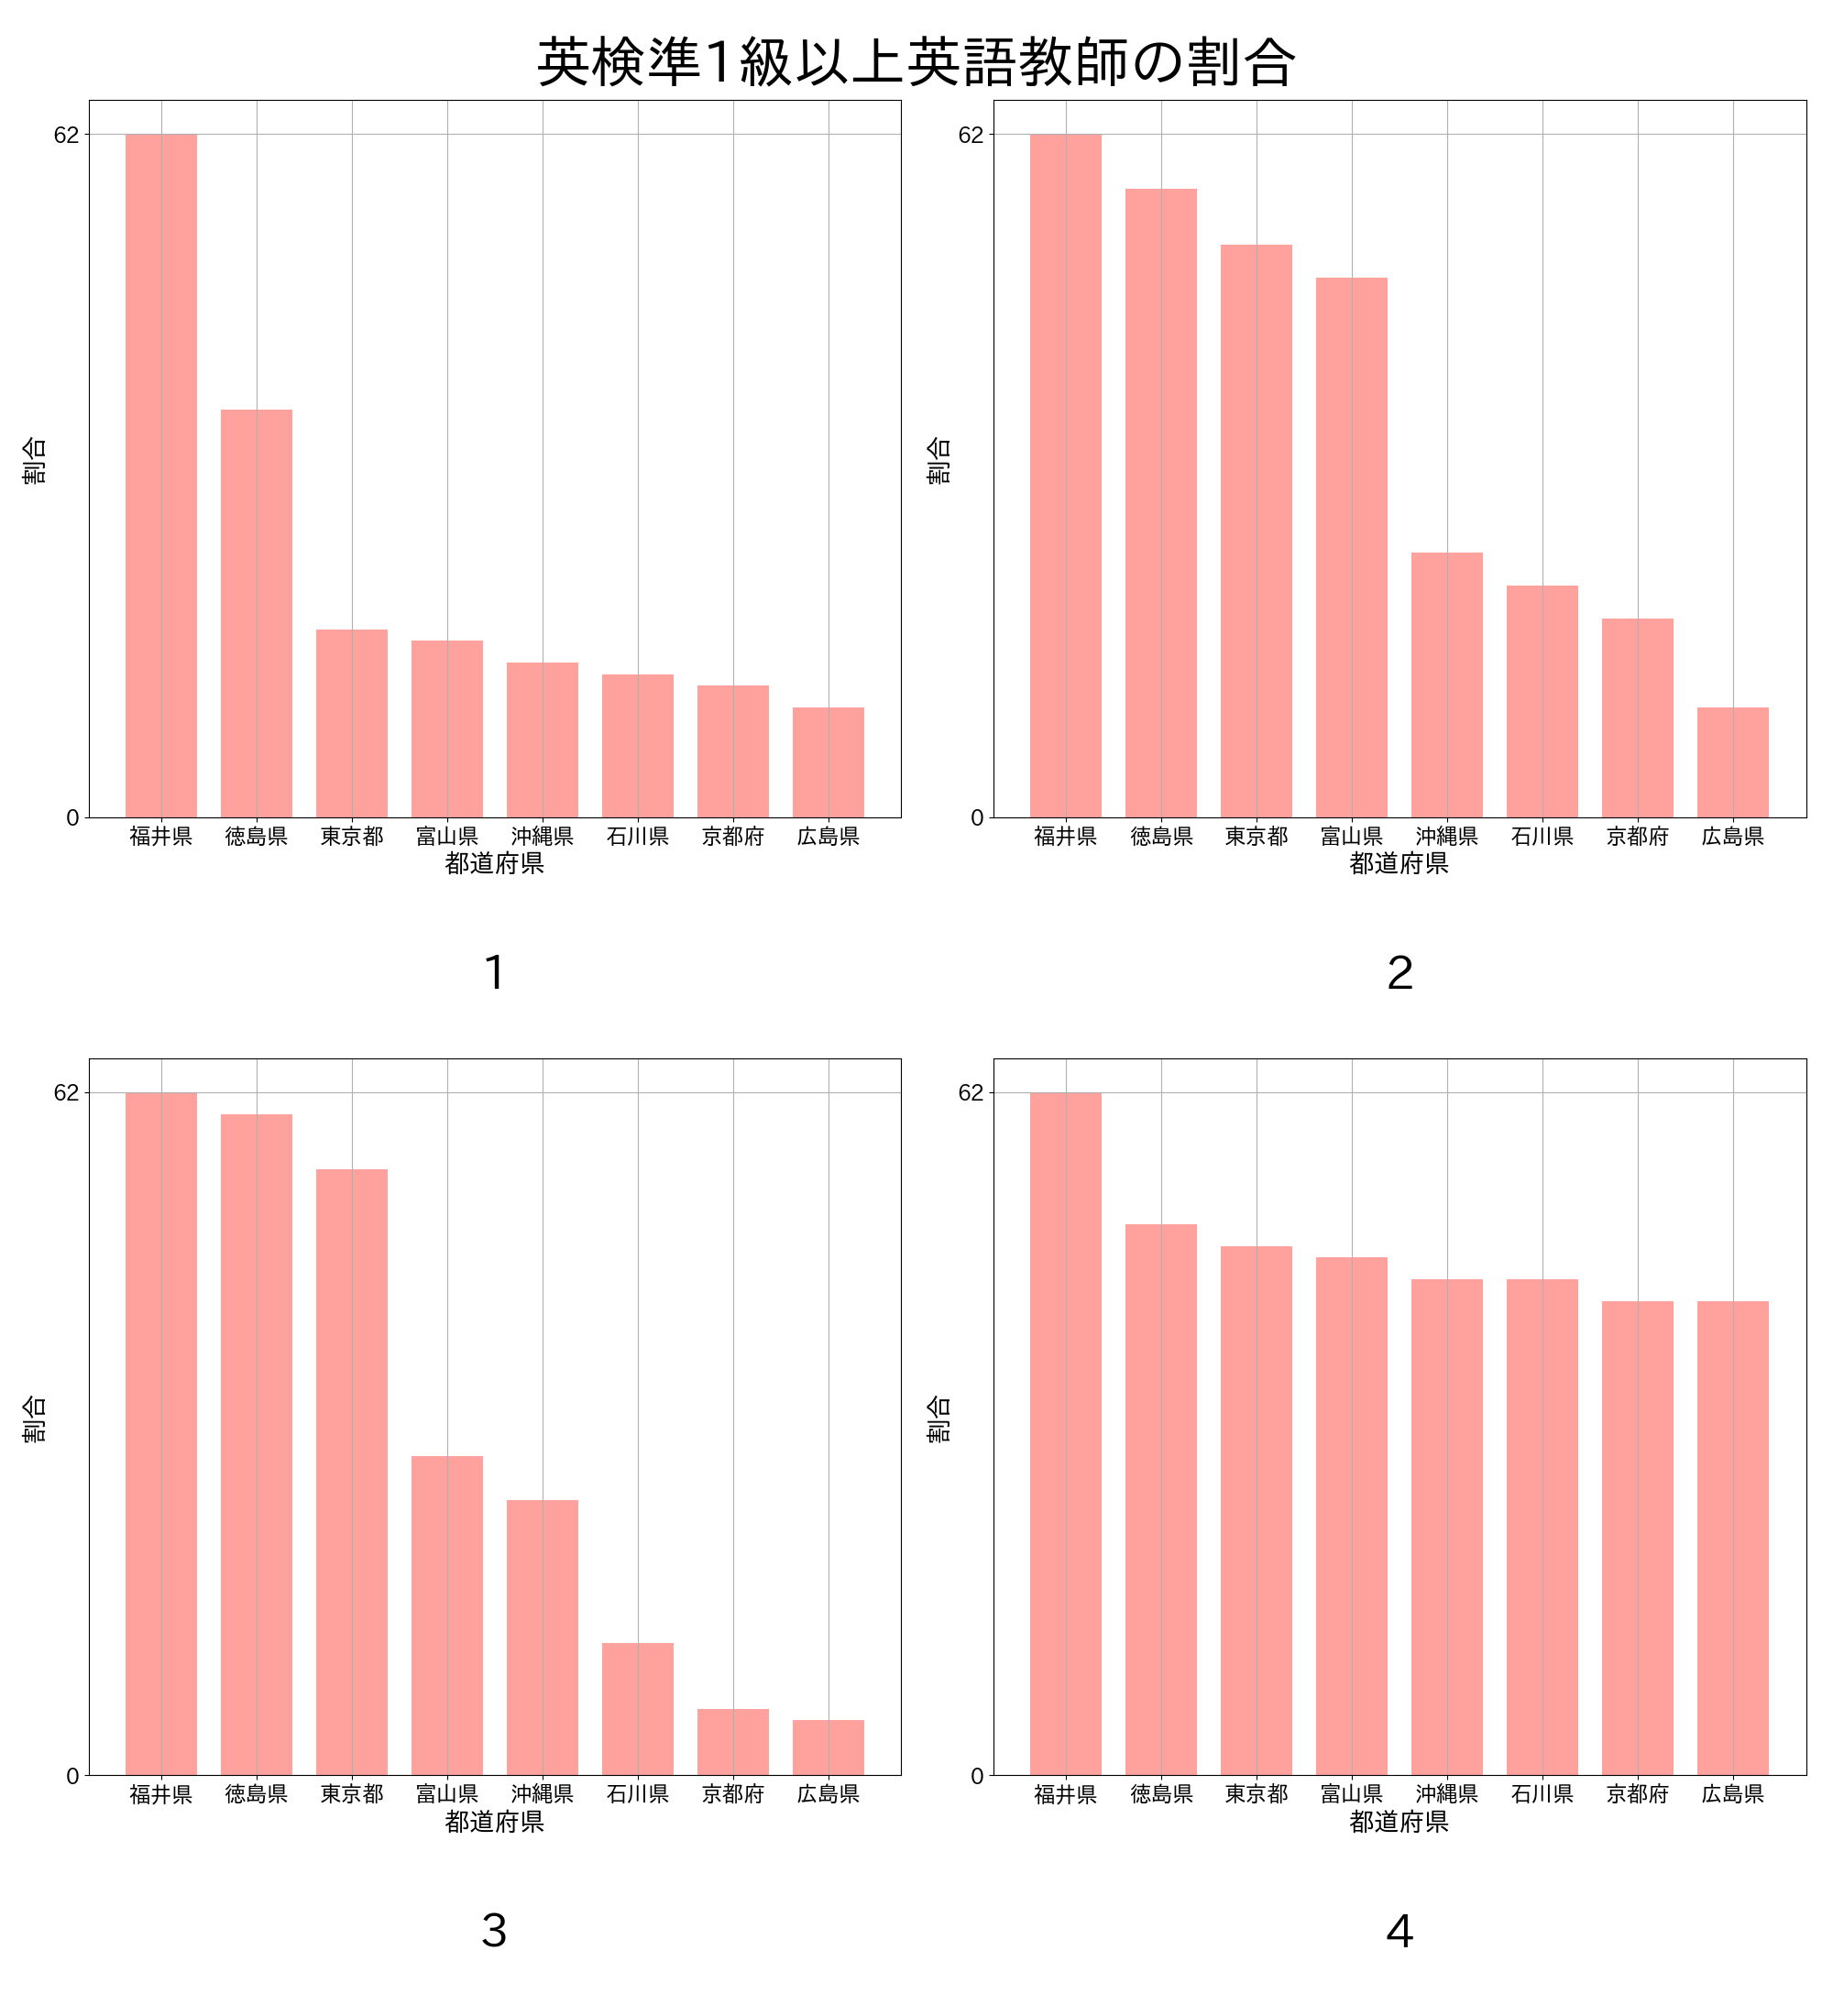 英検準1級以上英語教師の割合
62
割合
0
福井県 徳島県 東京都 富山県 沖縄県 石川県 京都府 広島県
都道府県
1
62
割合
0
福井県 徳島県 東京都 富山県 沖縄県 石川県 京都府 広島県
都道府県
2
62
割合
0
福井県 徳島県 東京都 富山県 沖縄県 石川県 京都府 広島県
都道府県
3
62
割合
0
福井県 徳島県 東京都 富山県 沖縄県 石川県 京都府 広島県
都道府県
4